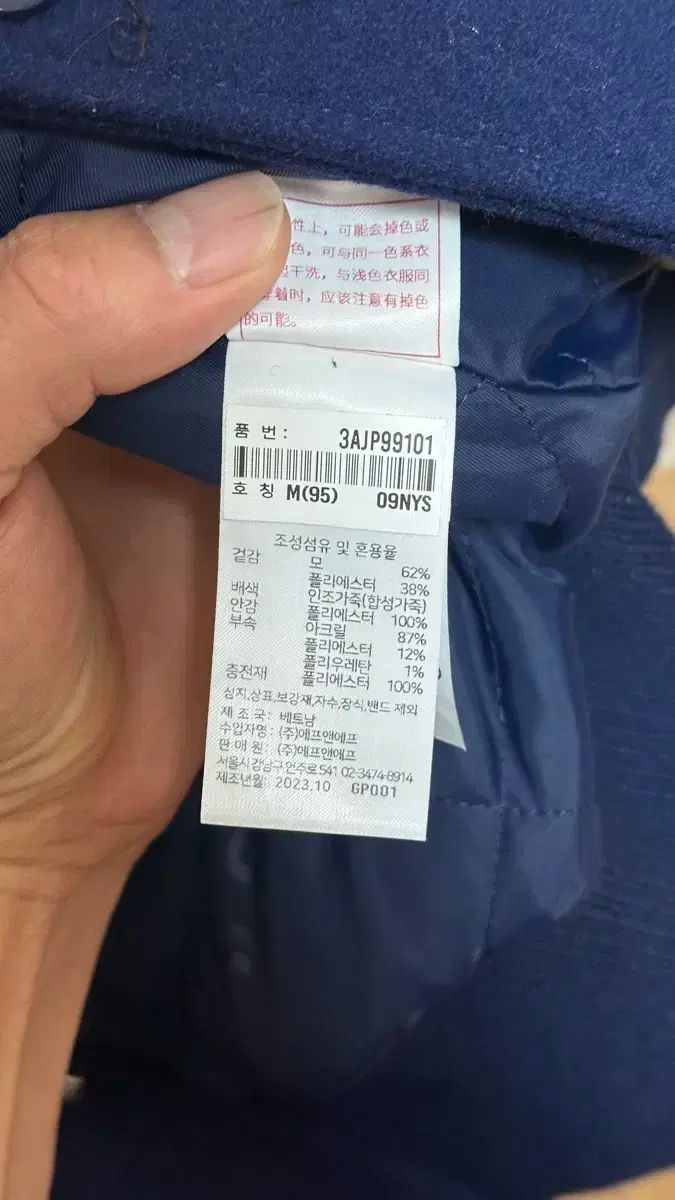 性上，可能会掉色或
色，可与同一色系衣
干洗，与浅色衣服同
穿着时，应该注意有掉色
的可能。
품 번 : 3AJP99101
호 칭 M(95) 09NYS
조성섬유 및 혼용율
겉감 모 62%
폴리에스터 38%
배색 인조가죽(합성가죽)
안감 폴리에스터 100%
부속 아크릴 87%
폴리에스터 12%
폴리우레탄 1%
충전재 폴리에스터 100%
심지,상표,보강재,자수,장식,밴드 제외
제 조 국: 베트남
수입자명: (주)에프앤에프
판 매 원: (주)에프앤에프
서울시 강남구 언주로 541 02-3474-8914
제조년월: 2023.10 GP001